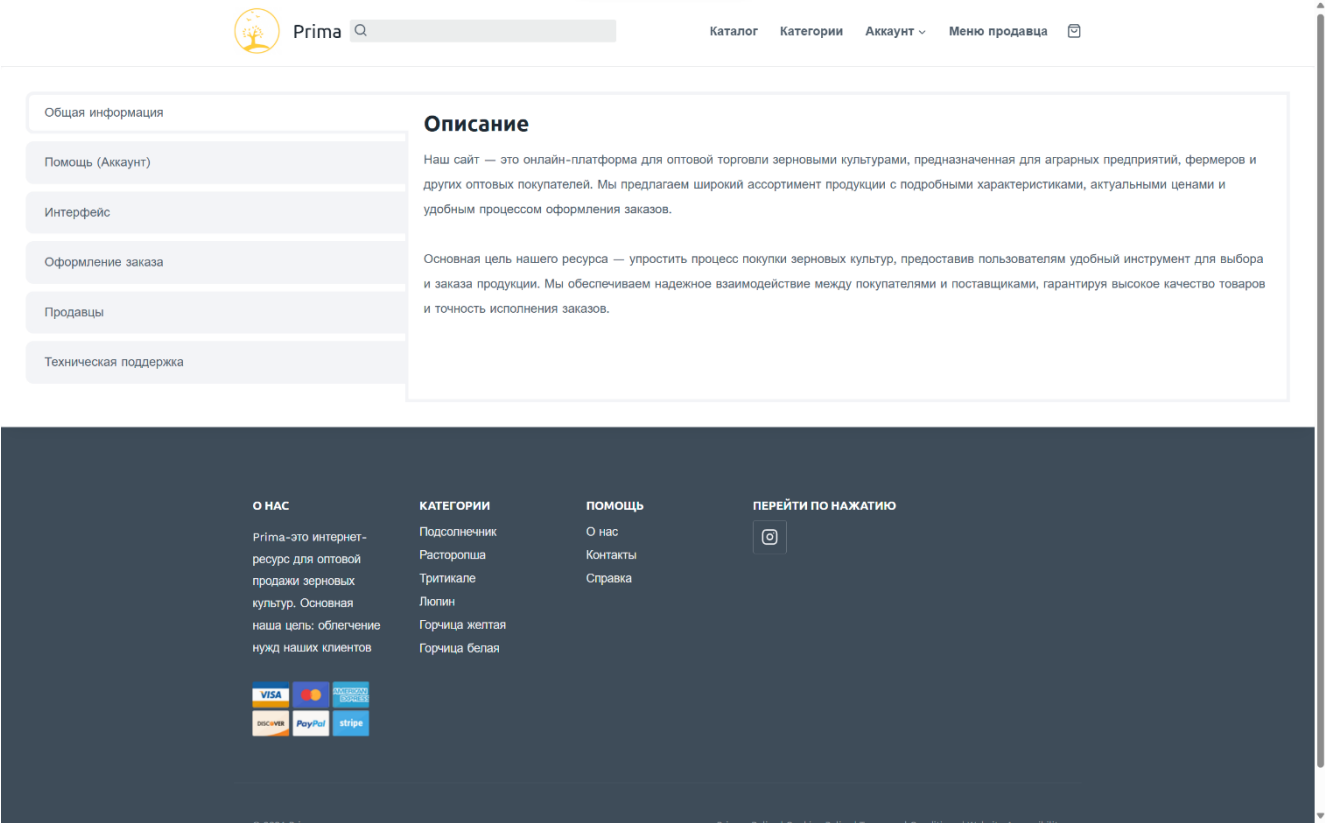 Prima
Каталог Категории Аккаунт Меню продавца
Общая информация
Помощь (Аккаунт)
Интерфейс
Оформление заказа
Продавцы
Техническая поддержка
Описание
Наш сайт — это онлайн-платформа для оптовой торговли зерновыми культурами, предназначенная для аграрных предприятий, фермеров и
других оптовых покупателей. Мы предлагаем широкий ассортимент продукции с подробными характеристиками, актуальными ценами и
удобным процессом оформления заказов.
Основная цель нашего ресурса — упростить процесс покупки зерновых культур, предоставив пользователям удобный инструмент для выбора
и заказа продукции. Мы обеспечиваем надежное взаимодействие между покупателями и поставщиками, гарантируя высокое качество товаров
и точность исполнения заказов.
О НАС
Prima-это интернет-
ресурс для оптовой
продажи зерновых
культур. Основная
наша цель: облегчение
нужд наших клиентов
VISA
AMERICAN
EXPRESS
DISCOVER
PayPal
stripe
КАТЕГОРИИ
Подсолнечник
Расторопша
Тритикале
Люпин
Горчица желтая
Горчица белая
ПОМОЩЬ
О нас
Контакты
Справка
ПЕРЕЙТИ ПО НАЖАТИЮ